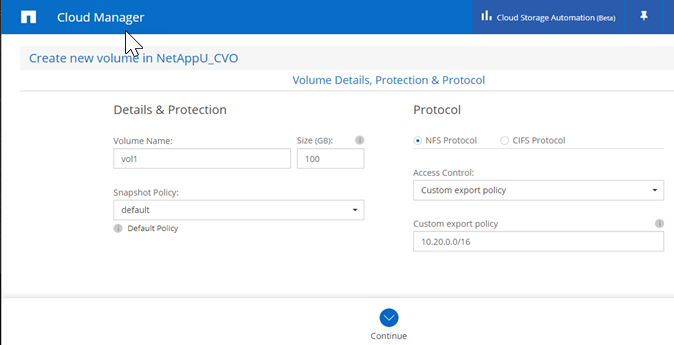 Cloud Manager
Cloud Storage Automation (Beta)
Create new volume in NetAppU_CVO
Volume Details, Protection & Protocol
Details & Protection
Volume Name:
Size (GB):
vol1
100
Snapshot Policy:
default
Default Policy
Protocol
NFS Protocol
CIFS Protocol
Access Control:
Custom export policy
Custom export policy
10.20.0.0/16
Continue